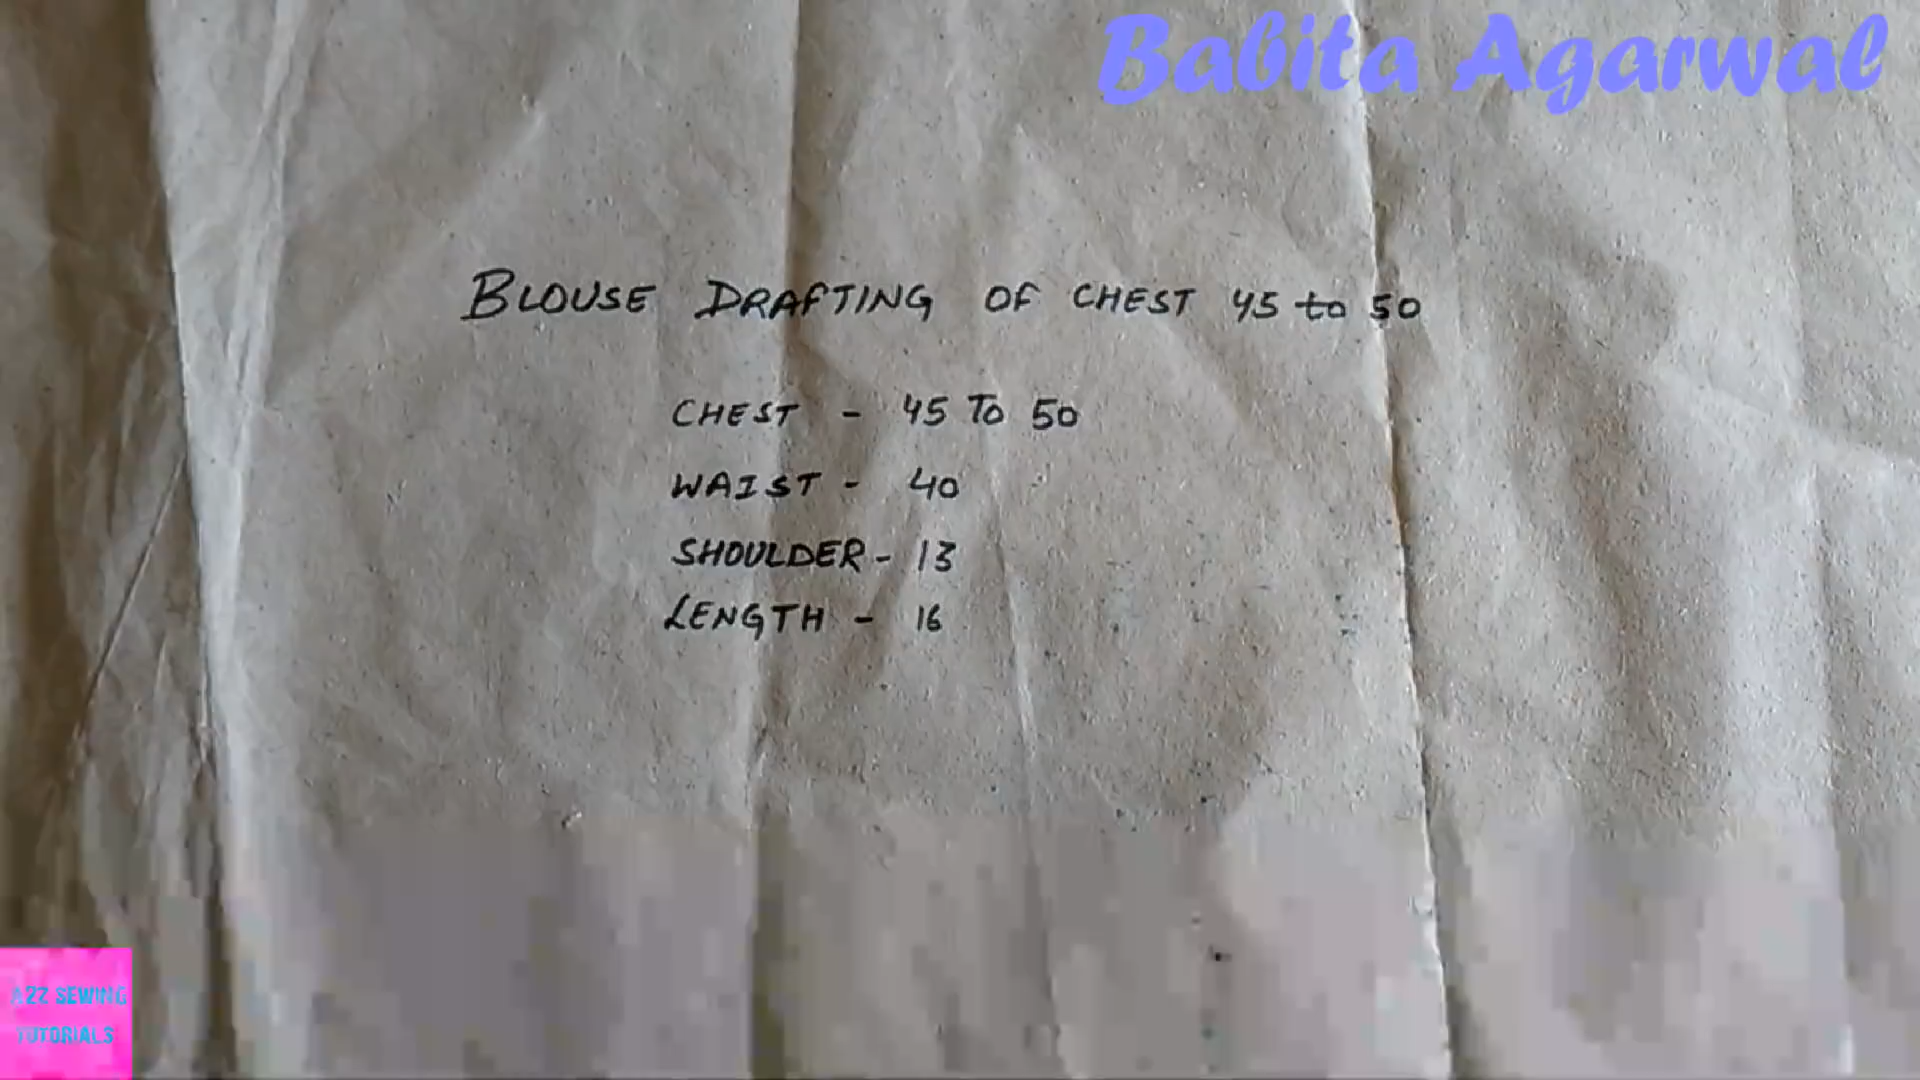 Babita Agarwal
BLOUSE DRAFTING OF CHEST 45 to 50
CHEST - 45 TO 50
WAIST - 40
SHOULDER - 13
LENGTH - 16
A2Z SEWING
TUTORIALS